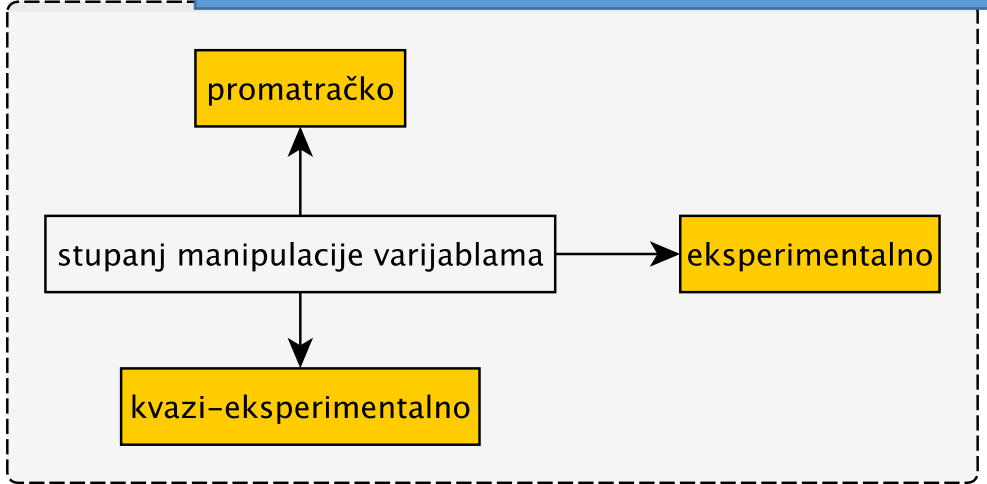 promatračko
stupanj manipulacije varijablama
eksperimentalno
kvazi-eksperimentalno